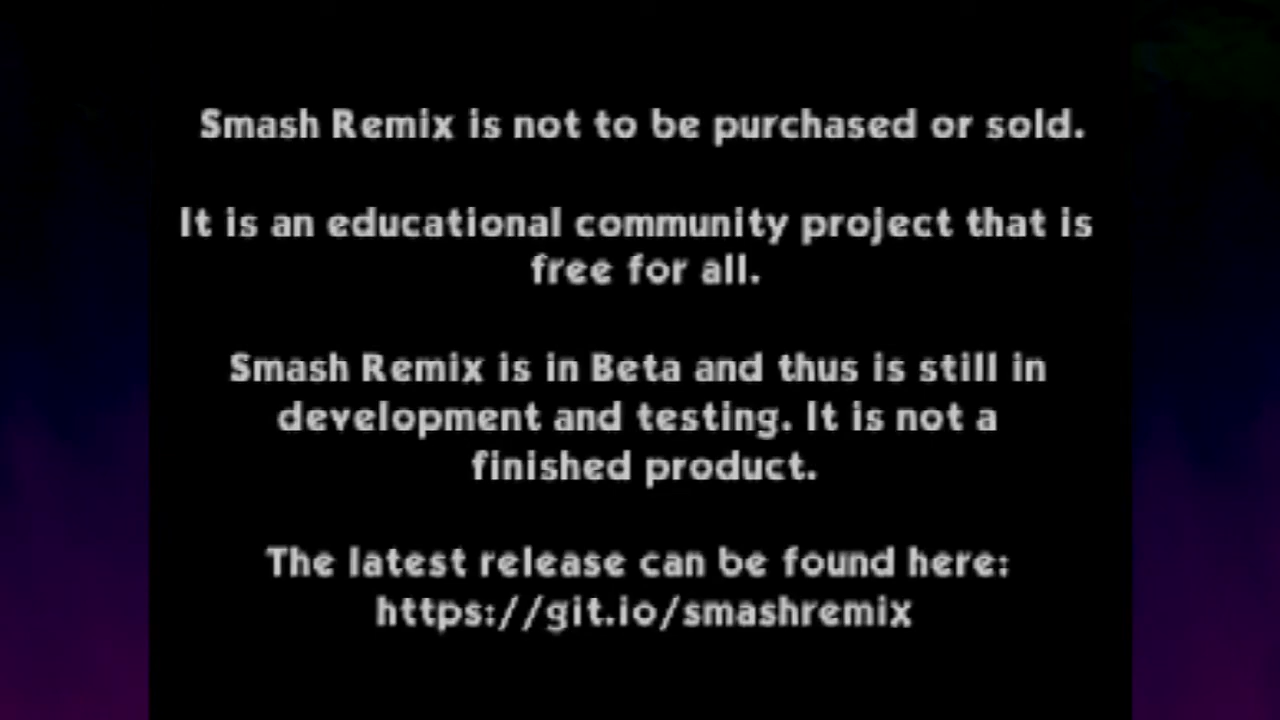 Smash Remix is not to be purchased or sold.
It is an educational community project that is
free for all.
Smash Remix is in Beta and thus is still in
development and testing. It is not a
finished product.
The latest release can be found here:
https://git.io/smashremix